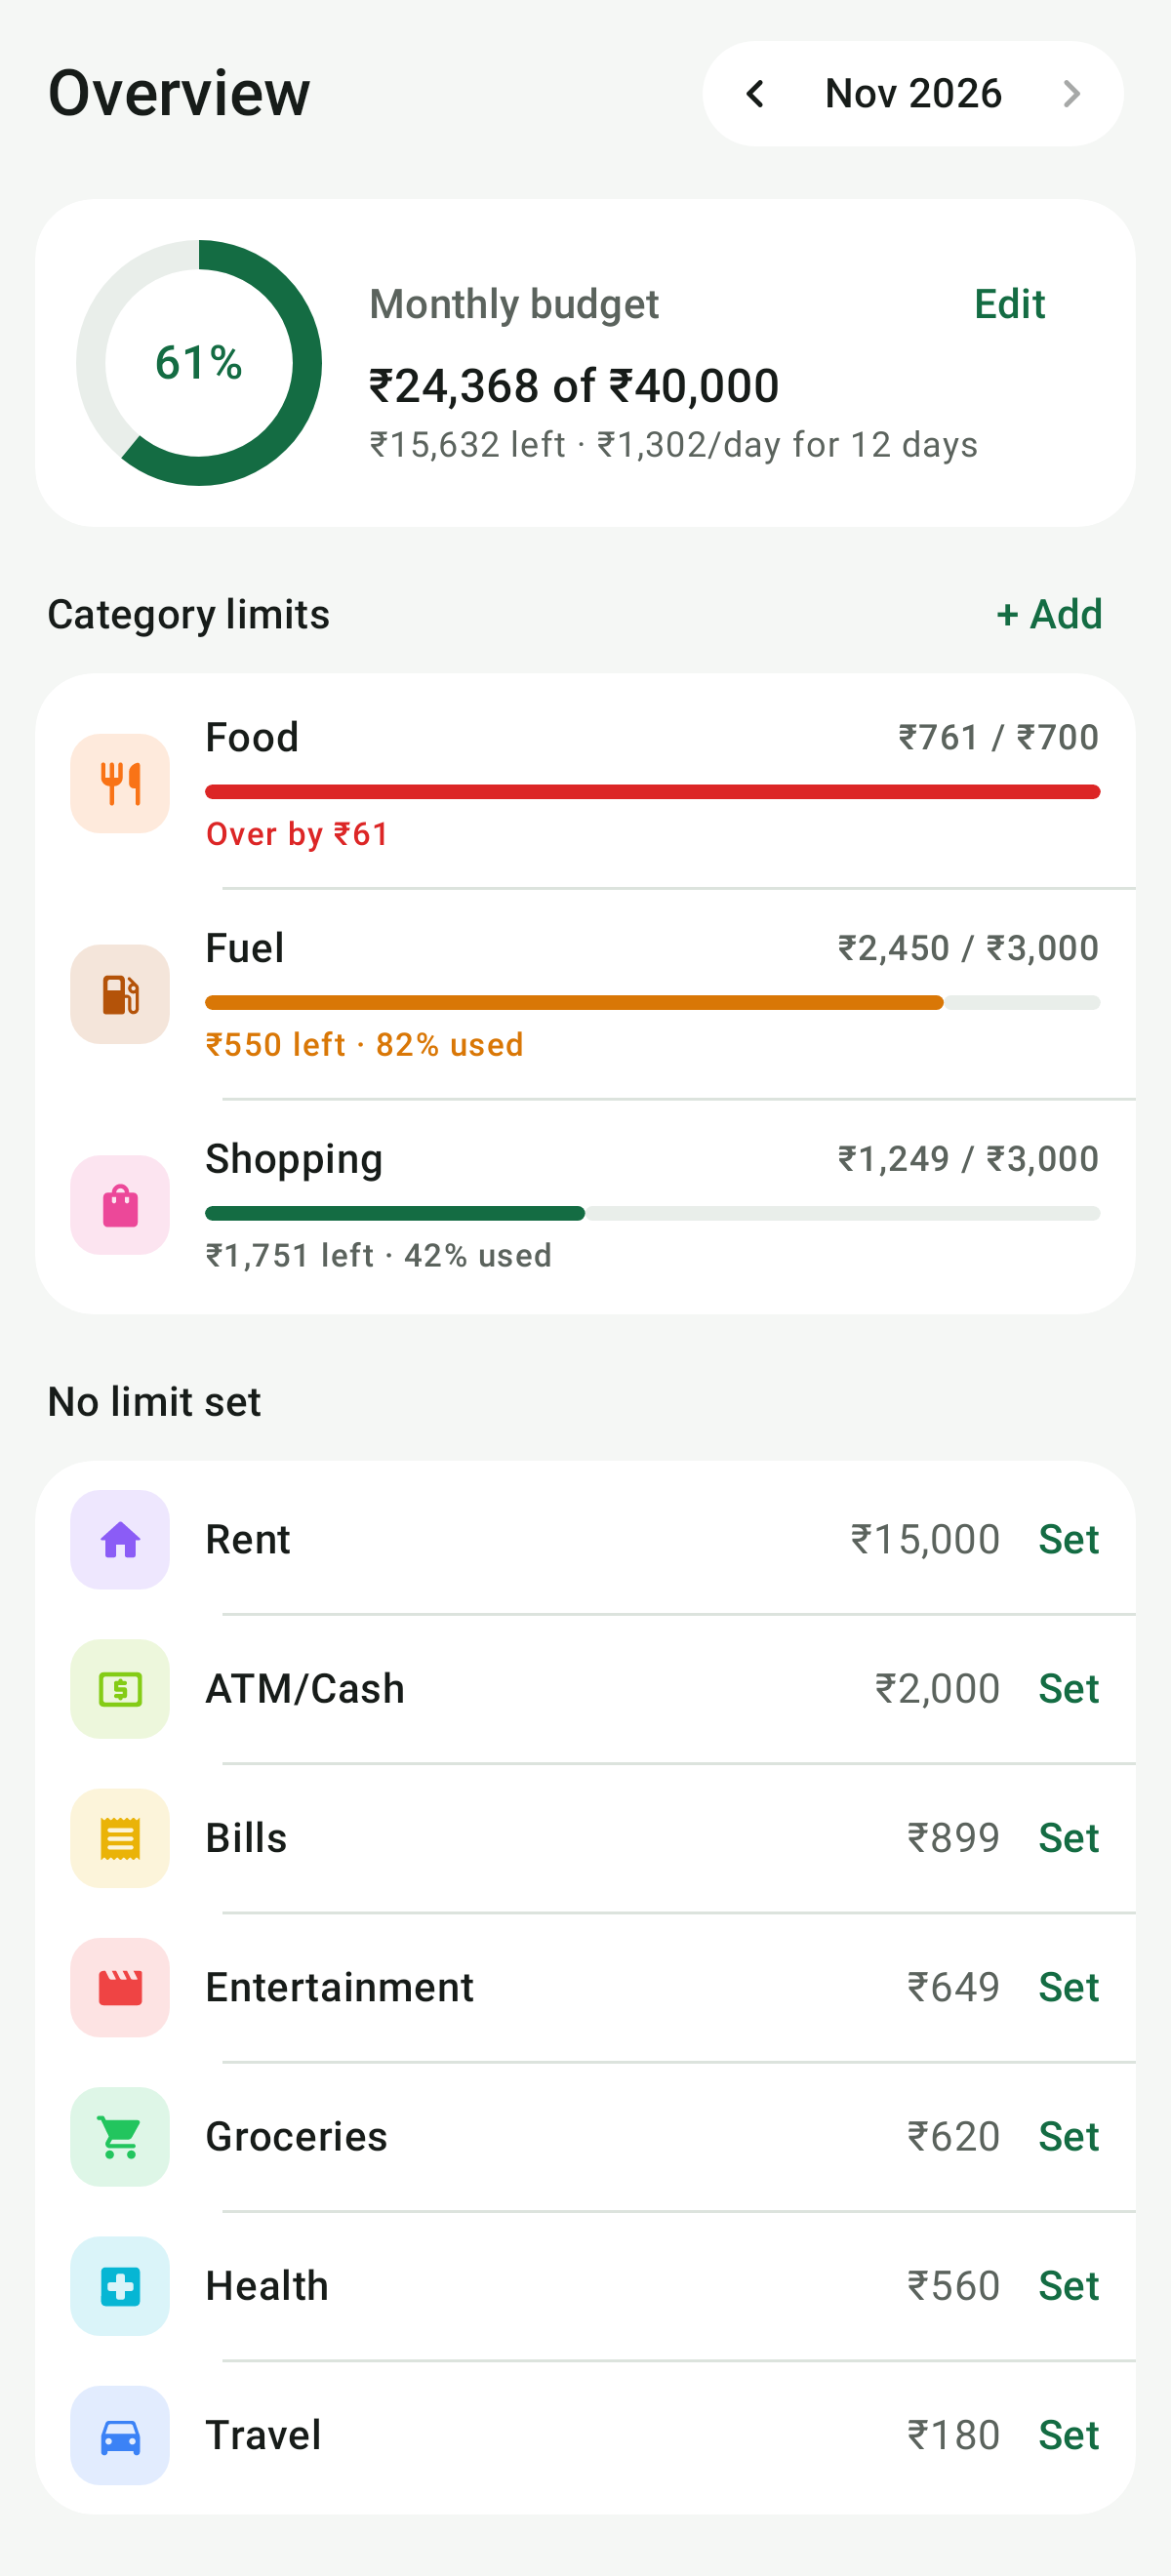 Overview
Nov 2026
61%
Monthly budget
Edit
₹24,368 of ₹40,000
₹15,632 left · ₹1,302/day for 12 days
Category limits
+ Add
Food
₹761 / ₹700
Over by ₹61
Fuel
₹2,450 / ₹3,000
₹550 left · 82% used
Shopping
₹1,249 / ₹3,000
₹1,751 left · 42% used
No limit set
Rent ₹15,000 Set
ATM/Cash ₹2,000 Set
Bills ₹899 Set
Entertainment ₹649 Set
Groceries ₹620 Set
Health ₹560 Set
Travel ₹180 Set